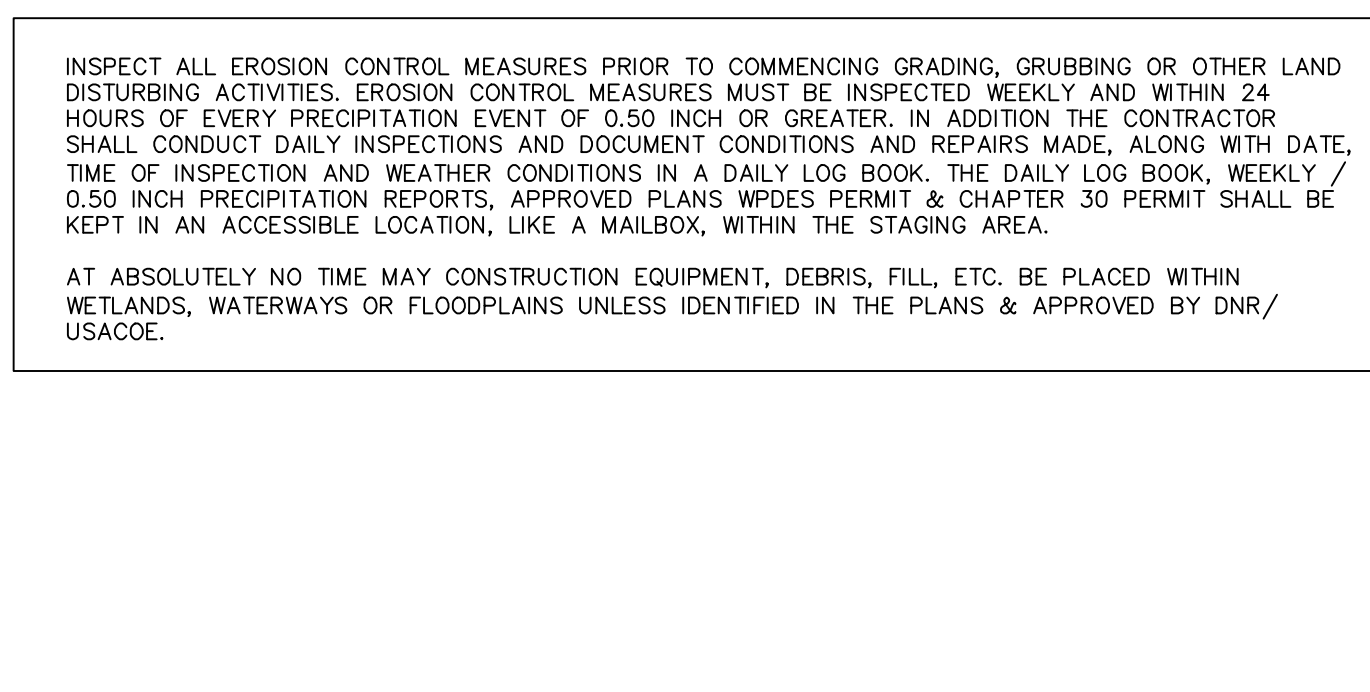 INSPECT ALL EROSION CONTROL MEASURES PRIOR TO COMMENCING GRADING, GRUBBING OR OTHER LAND
DISTURBING ACTIVITIES. EROSION CONTROL MEASURES MUST BE INSPECTED WEEKLY AND WITHIN 24
HOURS OF EVERY PRECIPITATION EVENT OF 0.50 INCH OR GREATER. IN ADDITION THE CONTRACTOR
SHALL CONDUCT DAILY INSPECTIONS AND DOCUMENT CONDITIONS AND REPAIRS MADE, ALONG WITH DATE,
TIME OF INSPECTION AND WEATHER CONDITIONS IN A DAILY LOG BOOK. THE DAILY LOG BOOK, WEEKLY /
0.50 INCH PRECIPITATION REPORTS, APPROVED PLANS WPDES PERMIT & CHAPTER 30 PERMIT SHALL BE
KEPT IN AN ACCESSIBLE LOCATION, LIKE A MAILBOX, WITHIN THE STAGING AREA.
AT ABSOLUTELY NO TIME MAY CONSTRUCTION EQUIPMENT, DEBRIS, FILL, ETC. BE PLACED WITHIN
WETLANDS, WATERWAYS OR FLOODPLAINS UNLESS IDENTIFIED IN THE PLANS & APPROVED BY DNR/
USACOE.